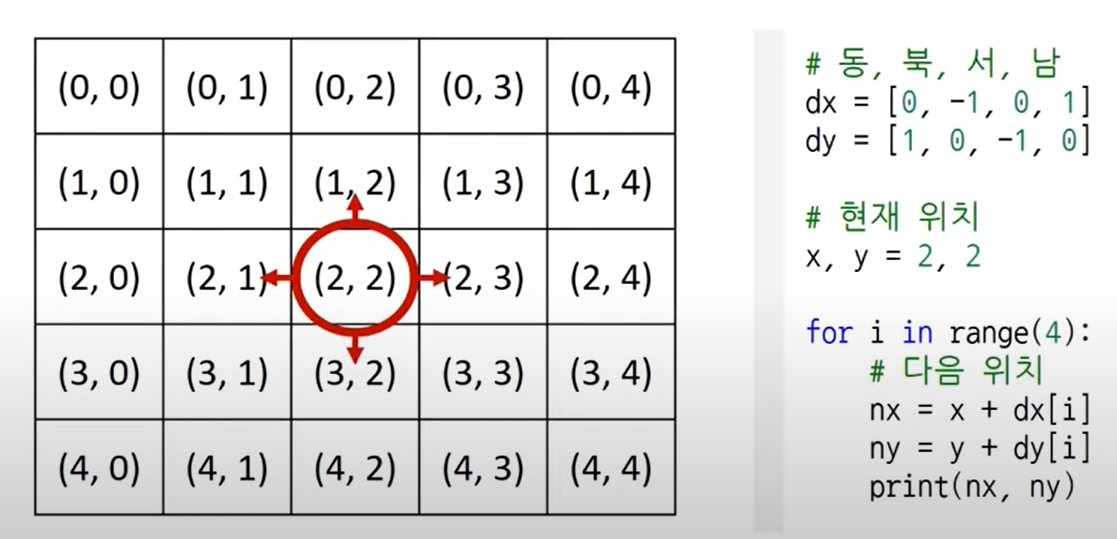 (0, 0) (0, 1) (0, 2) (0, 3) (0, 4)
(1, 0) (1, 1) (1, 2) (1, 3) (1, 4)
(2, 0) (2, 1) (2, 2) (2, 3) (2, 4)
(3, 0) (3, 1) (3, 2) (3, 3) (3, 4)
(4, 0) (4, 1) (4, 2) (4, 3) (4, 4)
# 동, 북, 서, 남
dx = [0, -1, 0, 1]
dy = [1, 0, -1, 0]
# 현재 위치
x, y = 2, 2
for i in range(4):
    # 다음 위치
    nx = x + dx[i]
    ny = y + dy[i]
    print(nx, ny)